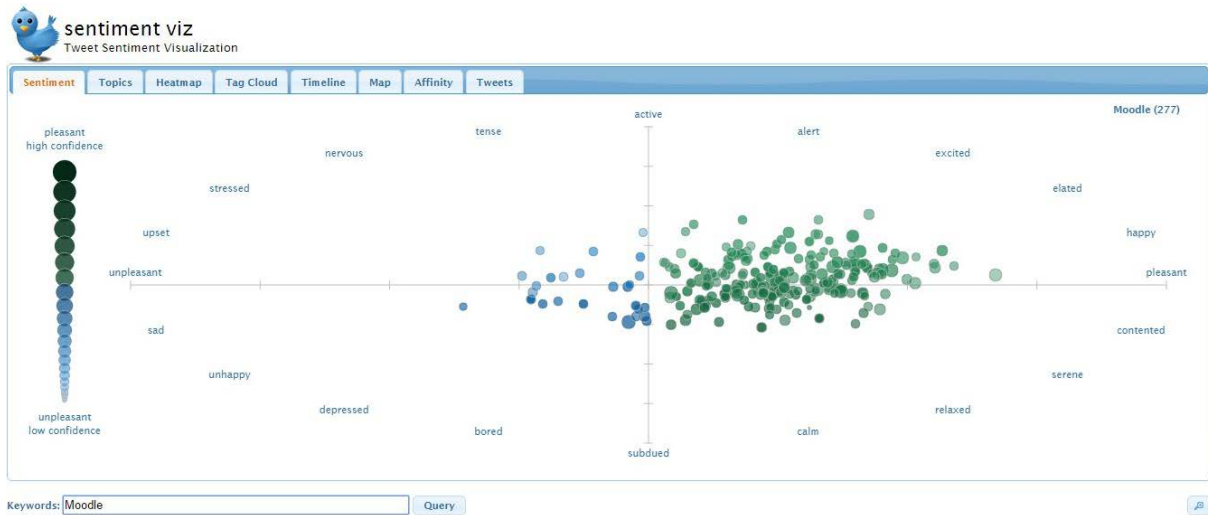 sentiment viz
Tweet Sentiment Visualization
Sentiment Topics Heatmap Tag Cloud Timeline Map Affinity Tweets
Moodle (277)
active
tense alert
pleasant
high confidence
nervous excited
stressed elated
upset happy
unpleasant pleasant
sad contented
unhappy serene
depressed relaxed
unpleasant
low confidence
bored calm
subdued
Keywords: Moodle Query